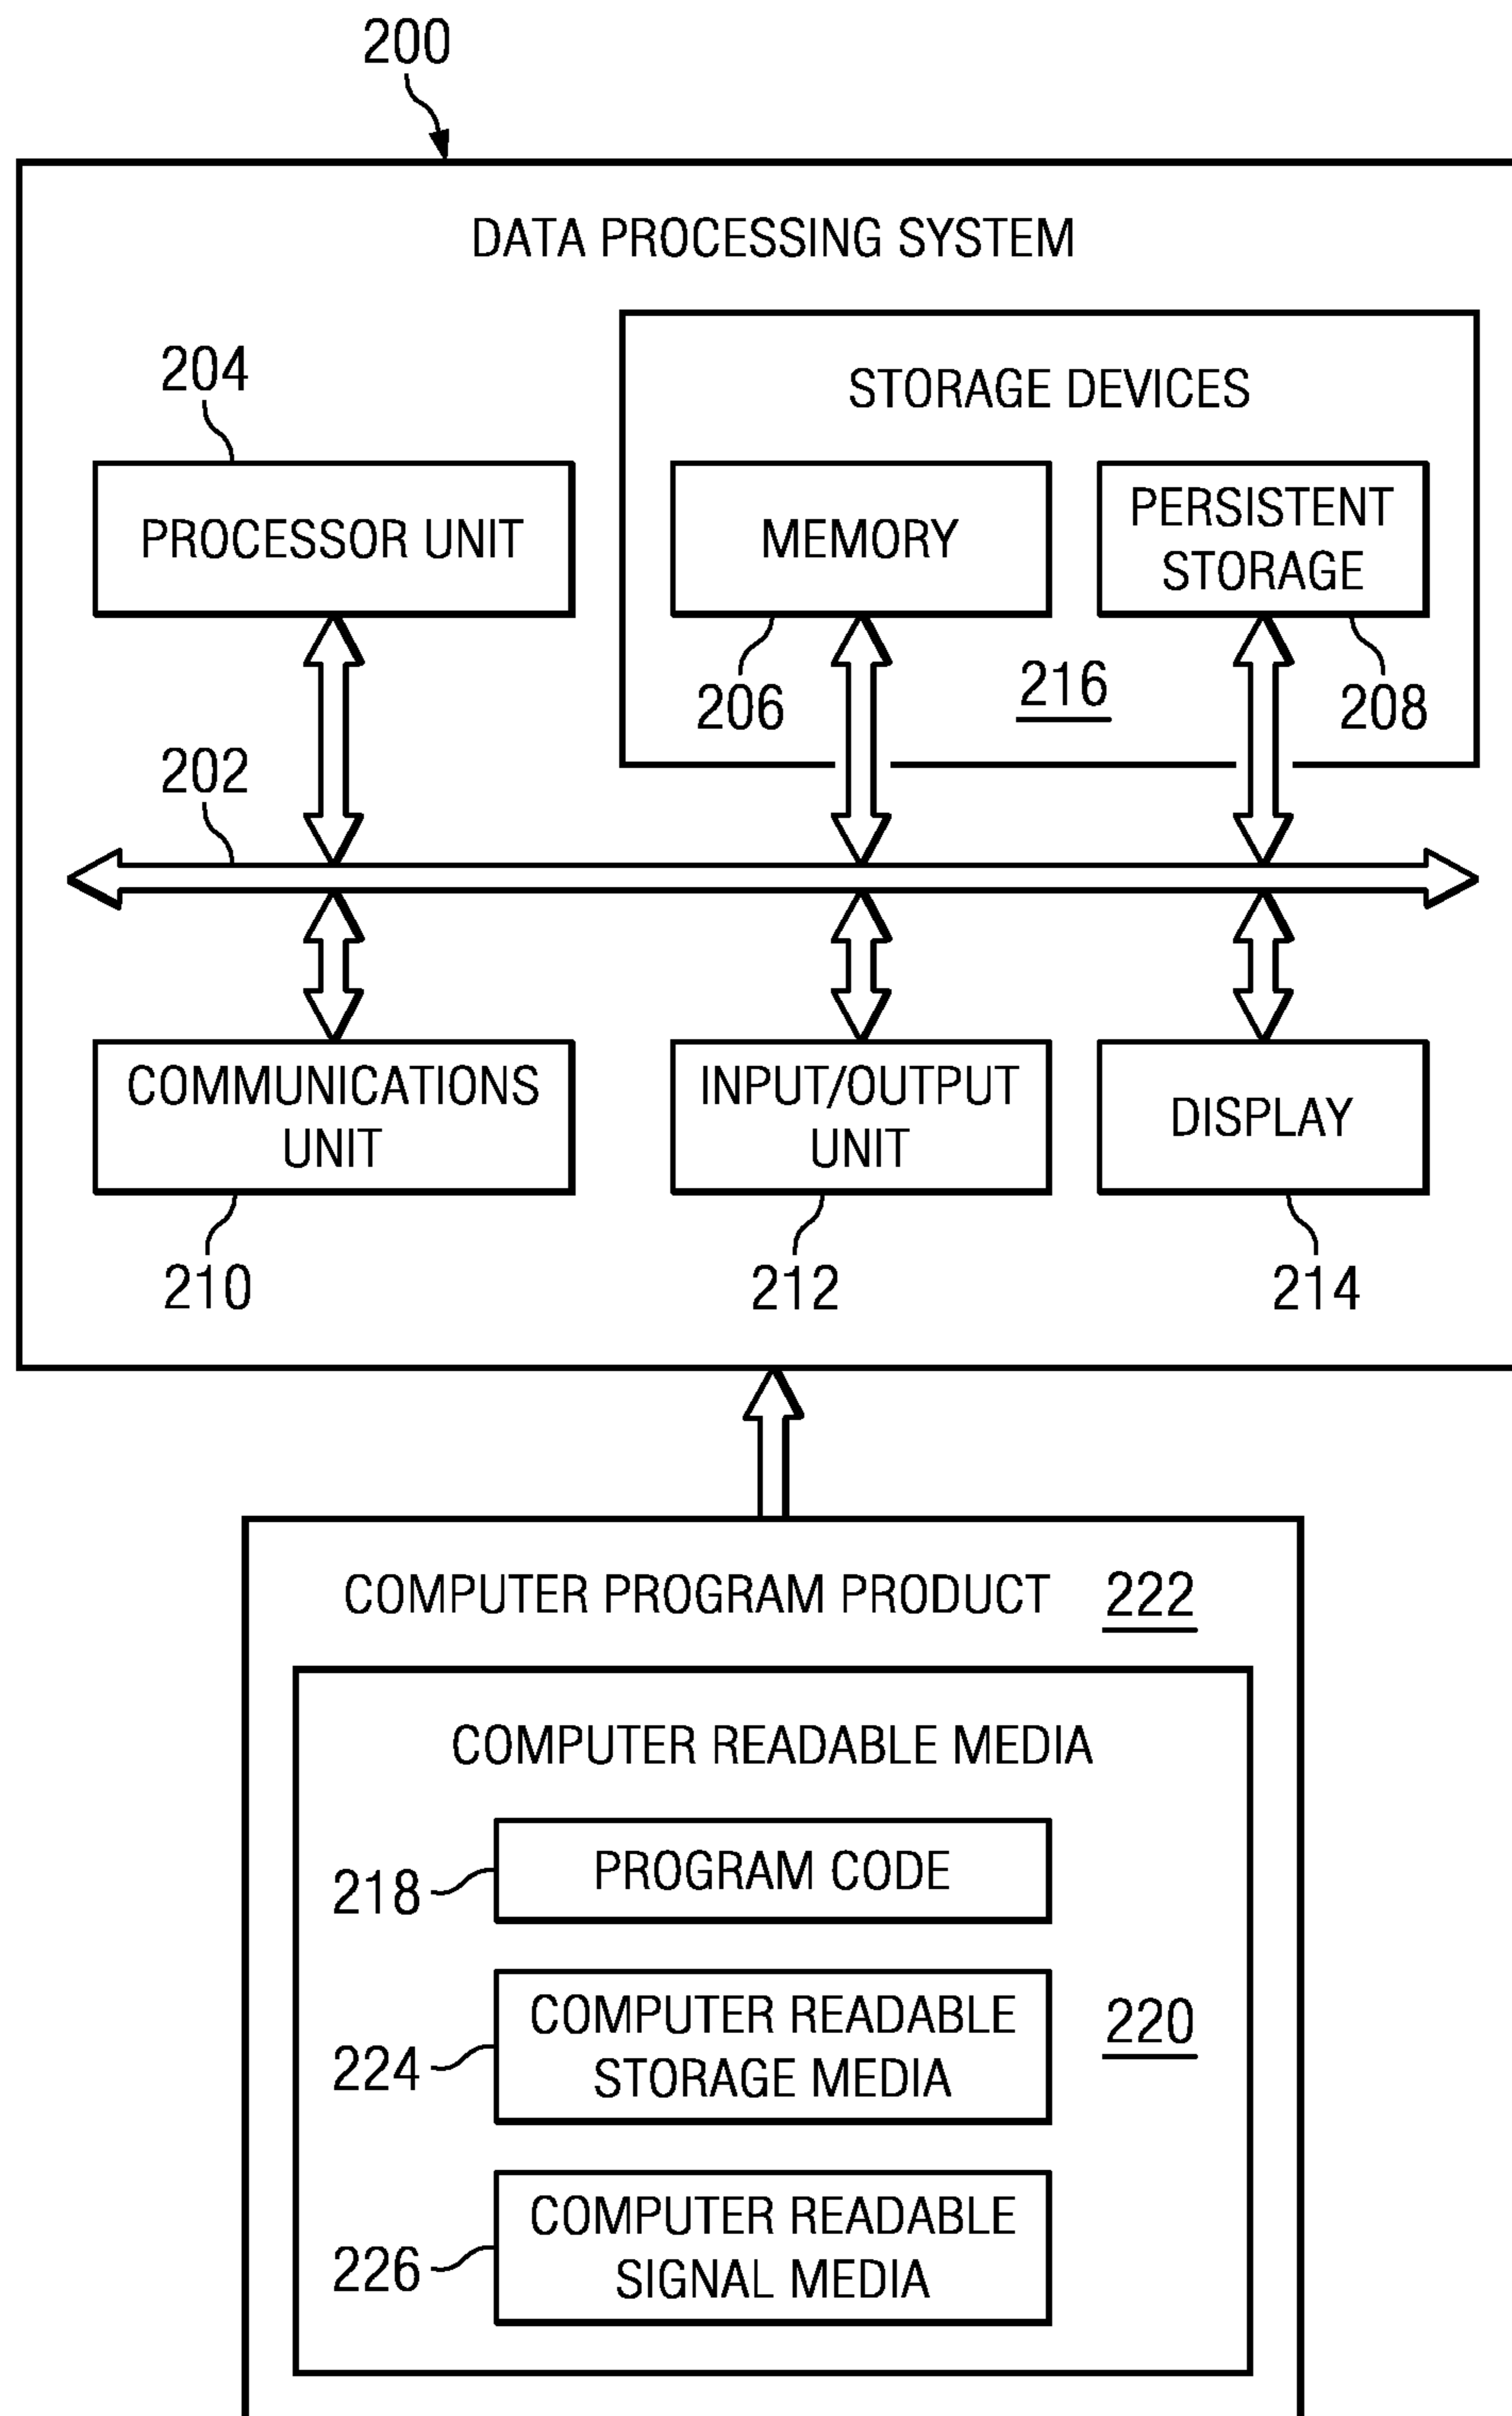 200
DATA PROCESSING SYSTEM
204
STORAGE DEVICES
PROCESSOR UNIT
MEMORY
PERSISTENT
STORAGE
206
216
208
202
COMMUNICATIONS
UNIT
INPUT/OUTPUT
UNIT
DISPLAY
210
212
214
COMPUTER PROGRAM PRODUCT 222
COMPUTER READABLE MEDIA
218
PROGRAM CODE
224
COMPUTER READABLE
STORAGE MEDIA
220
226
COMPUTER READABLE
SIGNAL MEDIA